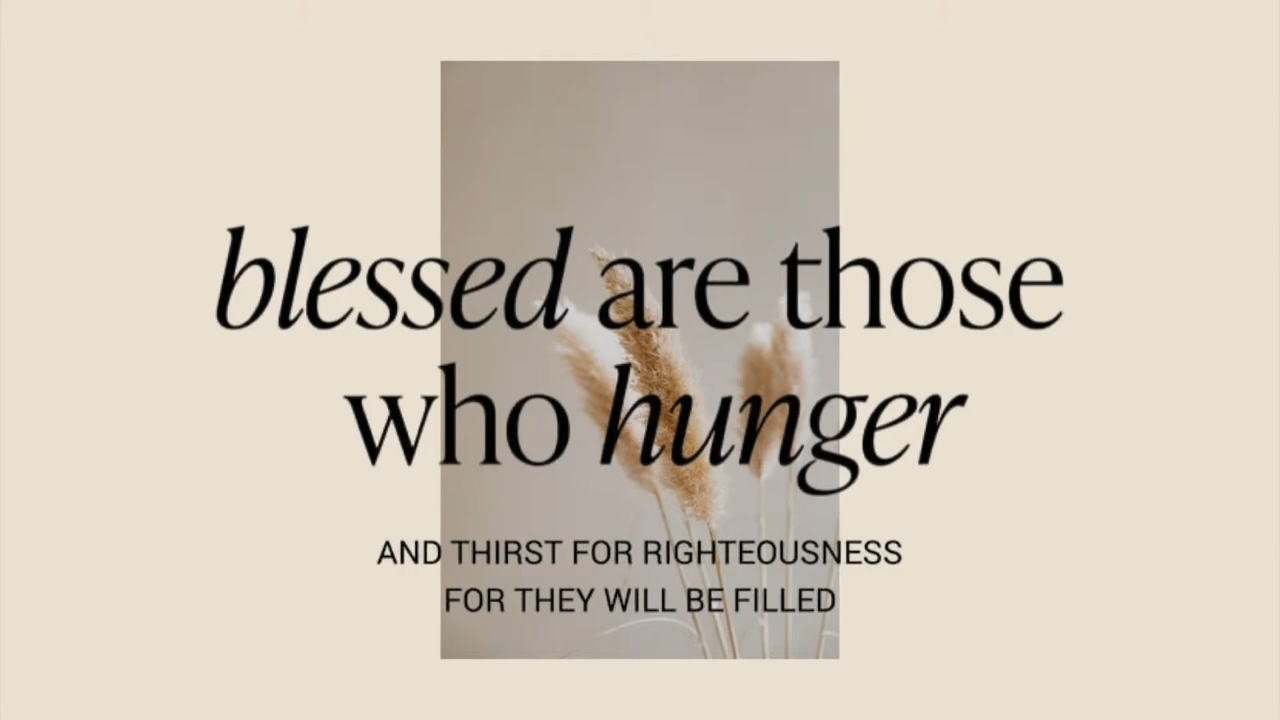 blessed are those
who hunger
AND THIRST FOR RIGHTEOUSNESS
FOR THEY WILL BE FILLED